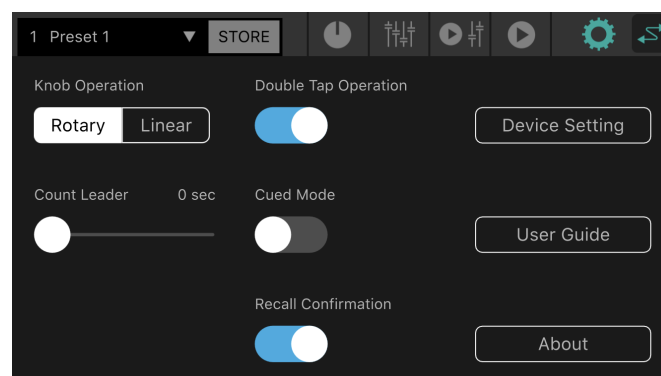 1 Preset 1 ▼ STORE
Knob Operation
Rotary Linear
Double Tap Operation
Device Setting
Count Leader 0 sec
Cued Mode
User Guide
Recall Confirmation
About